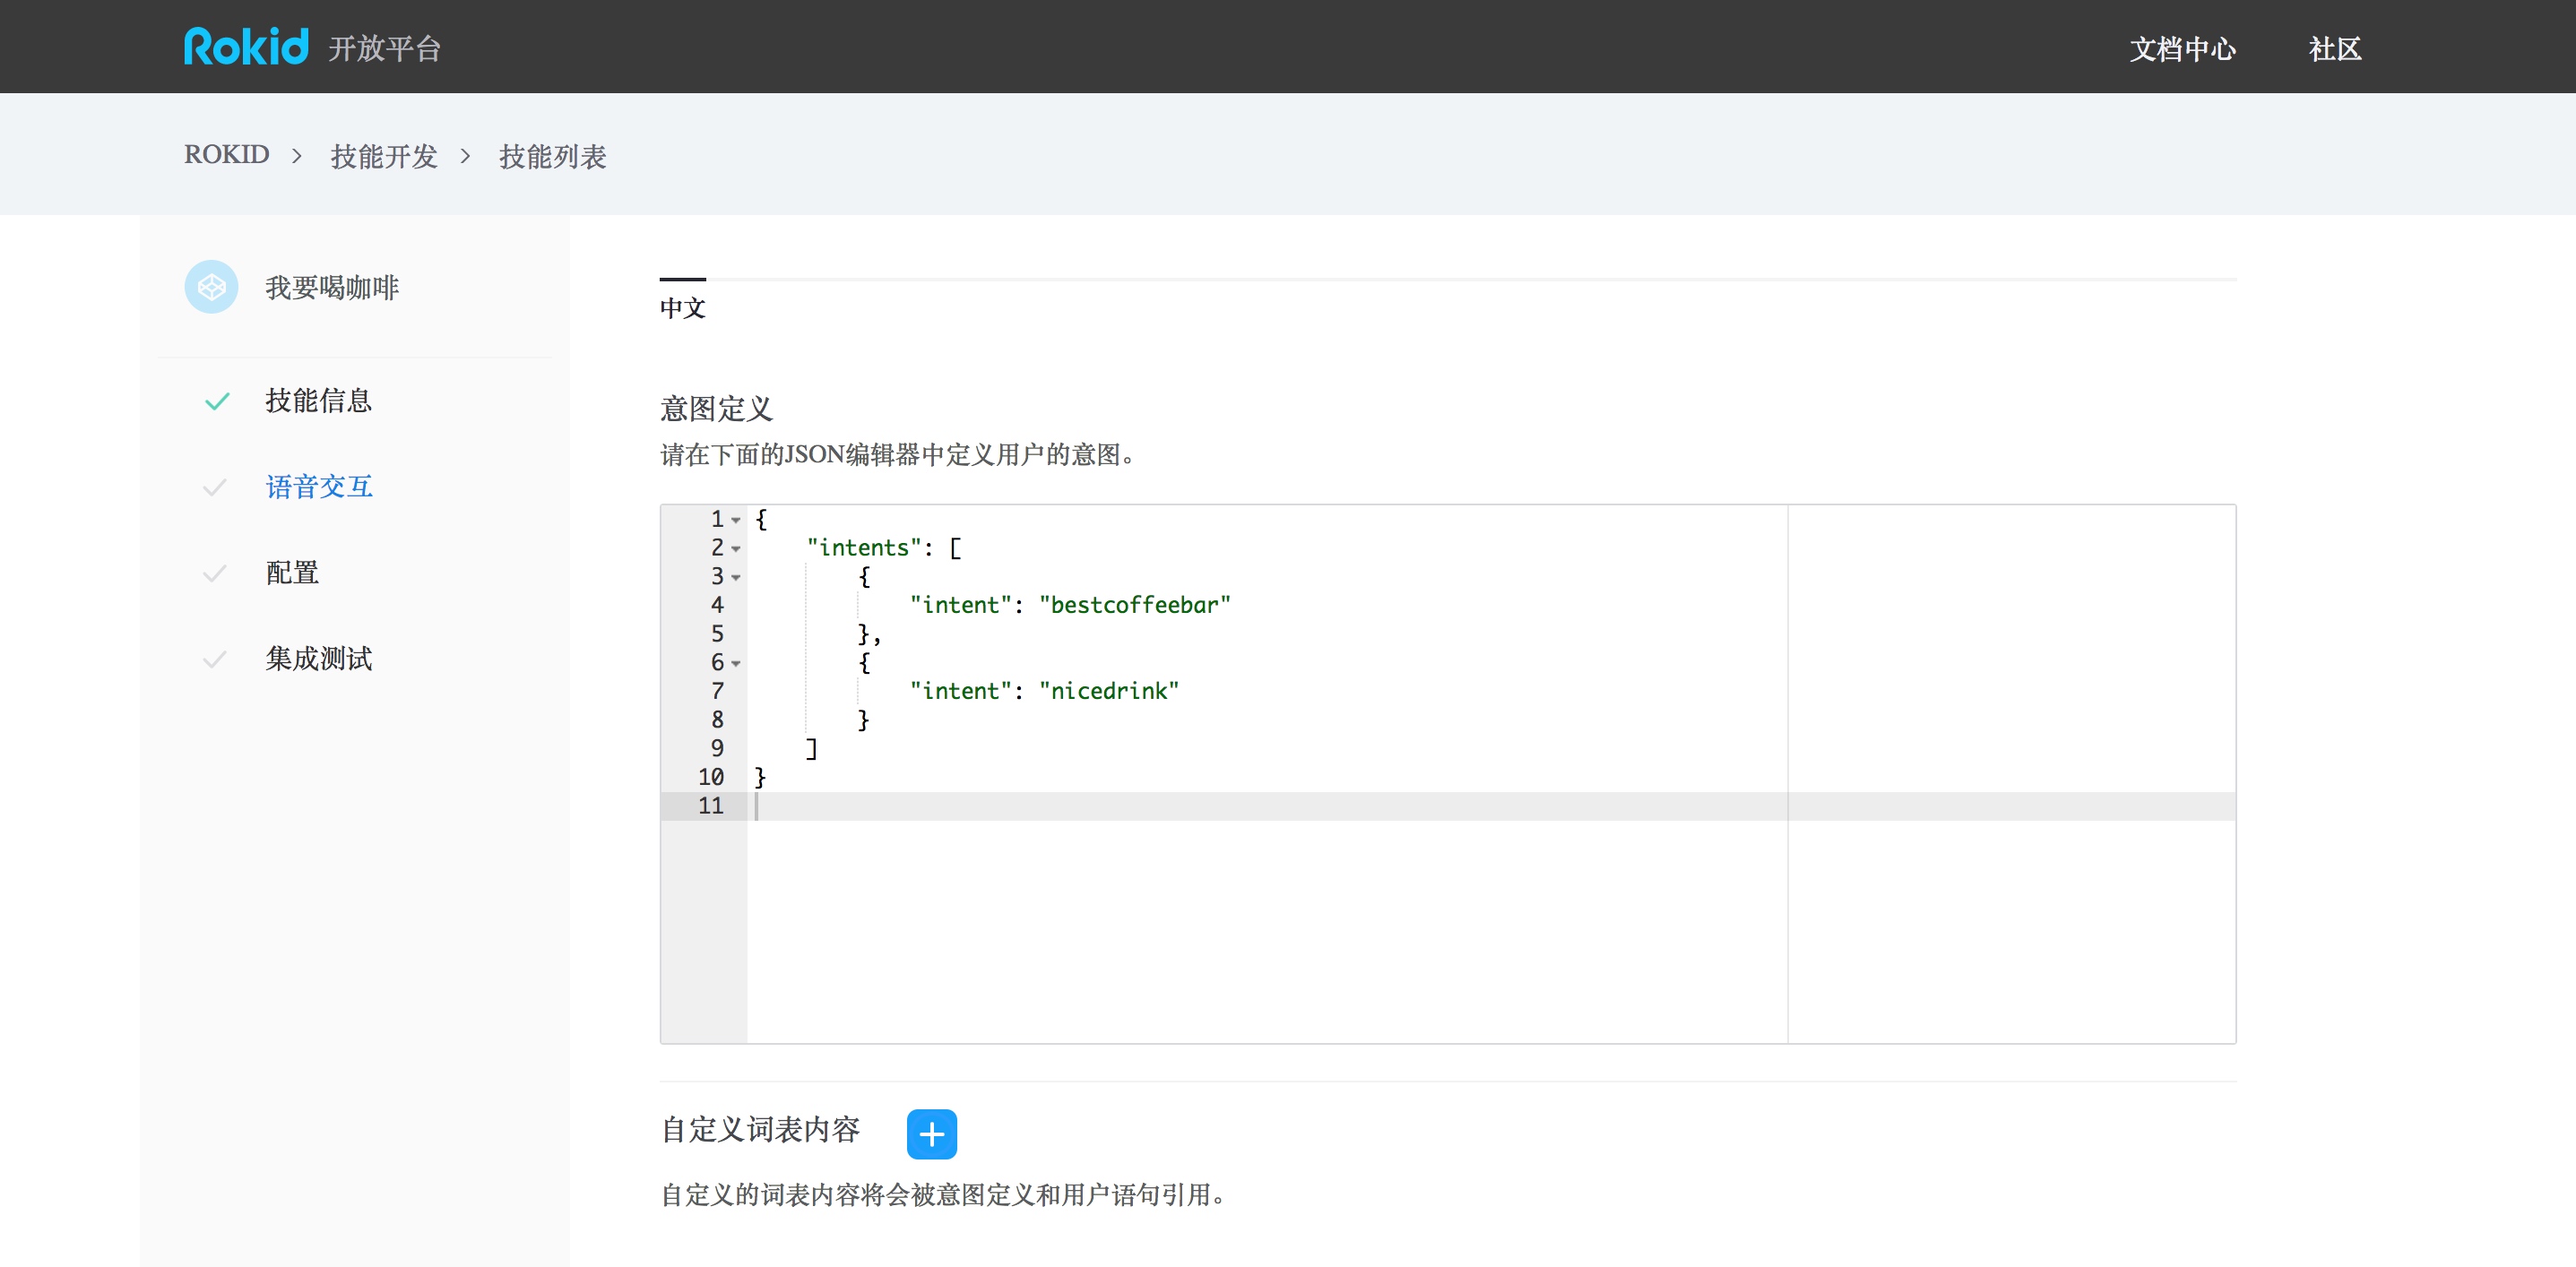 Rokid 开放平台
文档中心 社区
ROKID > 技能开发 > 技能列表
我要喝咖啡
技能信息
语音交互
配置
集成测试
中文
意图定义
请在下面的JSON编辑器中定义用户的意图。
1 {
2     "intents": [
3         {
4             "intent": "bestcoffeebar"
5         },
6         {
7             "intent": "nicedrink"
8         }
9     ]
10 }
11
自定义词表内容 +
自定义的词表内容将会被意图定义和用户语句引用。